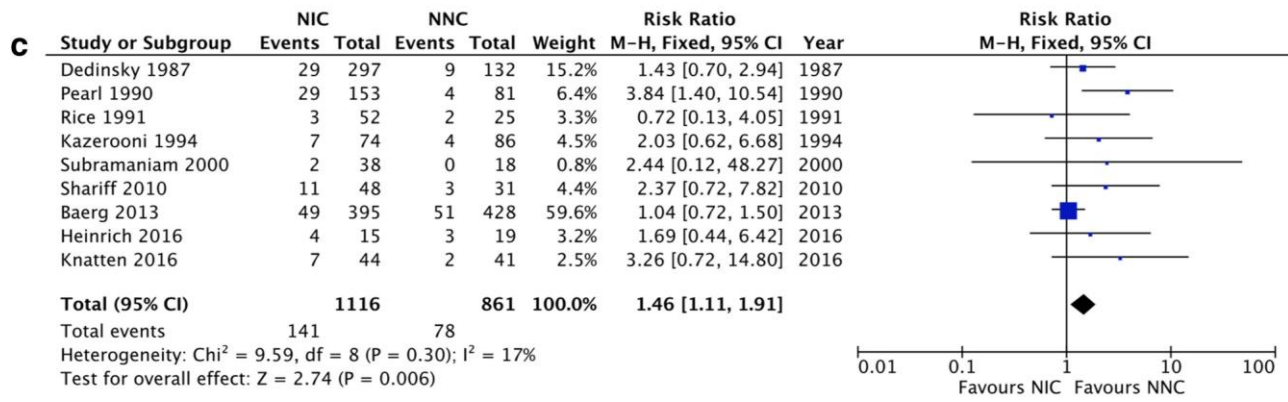 c
NIC NNC Risk Ratio Risk Ratio
Study or Subgroup Events Total Events Total Weight M-H, Fixed, 95% CI Year M-H, Fixed, 95% CI
Dedinsky 1987 29 297 9 132 15.2% 1.43 [0.70, 2.94] 1987
Pearl 1990 29 153 4 81 6.4% 3.84 [1.40, 10.54] 1990
Rice 1991 3 52 2 25 3.3% 0.72 [0.13, 4.05] 1991
Kazerooni 1994 7 74 4 86 4.5% 2.03 [0.62, 6.68] 1994
Subramaniam 2000 2 38 0 18 0.8% 2.44 [0.12, 48.27] 2000
Shariff 2010 11 48 3 31 4.4% 2.37 [0.72, 7.82] 2010
Baerg 2013 49 395 51 428 59.6% 1.04 [0.72, 1.50] 2013
Heinrich 2016 4 15 3 19 3.2% 1.69 [0.44, 6.42] 2016
Knatten 2016 7 44 2 41 2.5% 3.26 [0.72, 14.80] 2016
Total (95% CI) 1116 861 100.0% 1.46 [1.11, 1.91]
Total events 141 78
Heterogeneity: Chi² = 9.59, df = 8 (P = 0.30); I² = 17%
Test for overall effect: Z = 2.74 (P = 0.006)
0.01 0.1 1 10 100
Favours NIC Favours NNC